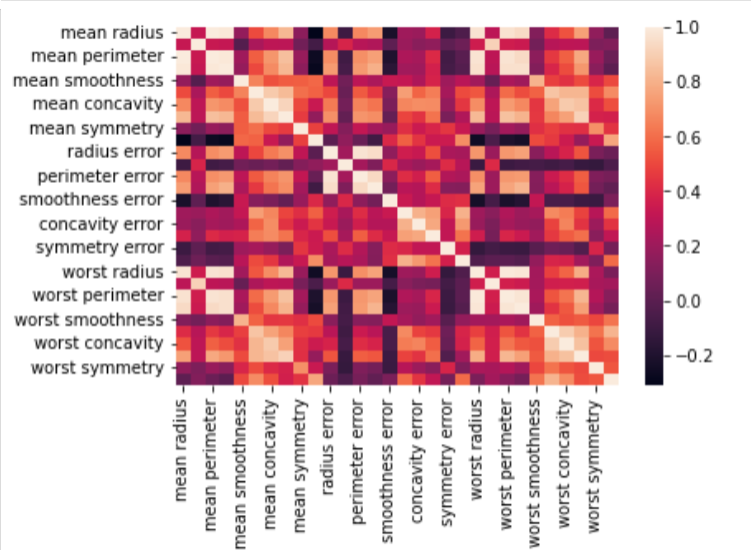 mean radius
mean perimeter
mean smoothness
mean concavity
mean symmetry
radius error
perimeter error
smoothness error
concavity error
symmetry error
worst radius
worst perimeter
worst smoothness
worst concavity
worst symmetry
mean radius
mean perimeter
mean smoothness
mean concavity
mean symmetry
radius error
perimeter error
smoothness error
concavity error
symmetry error
worst radius
worst perimeter
worst smoothness
worst concavity
worst symmetry
1.0
0.8
0.6
0.4
0.2
0.0
−0.2